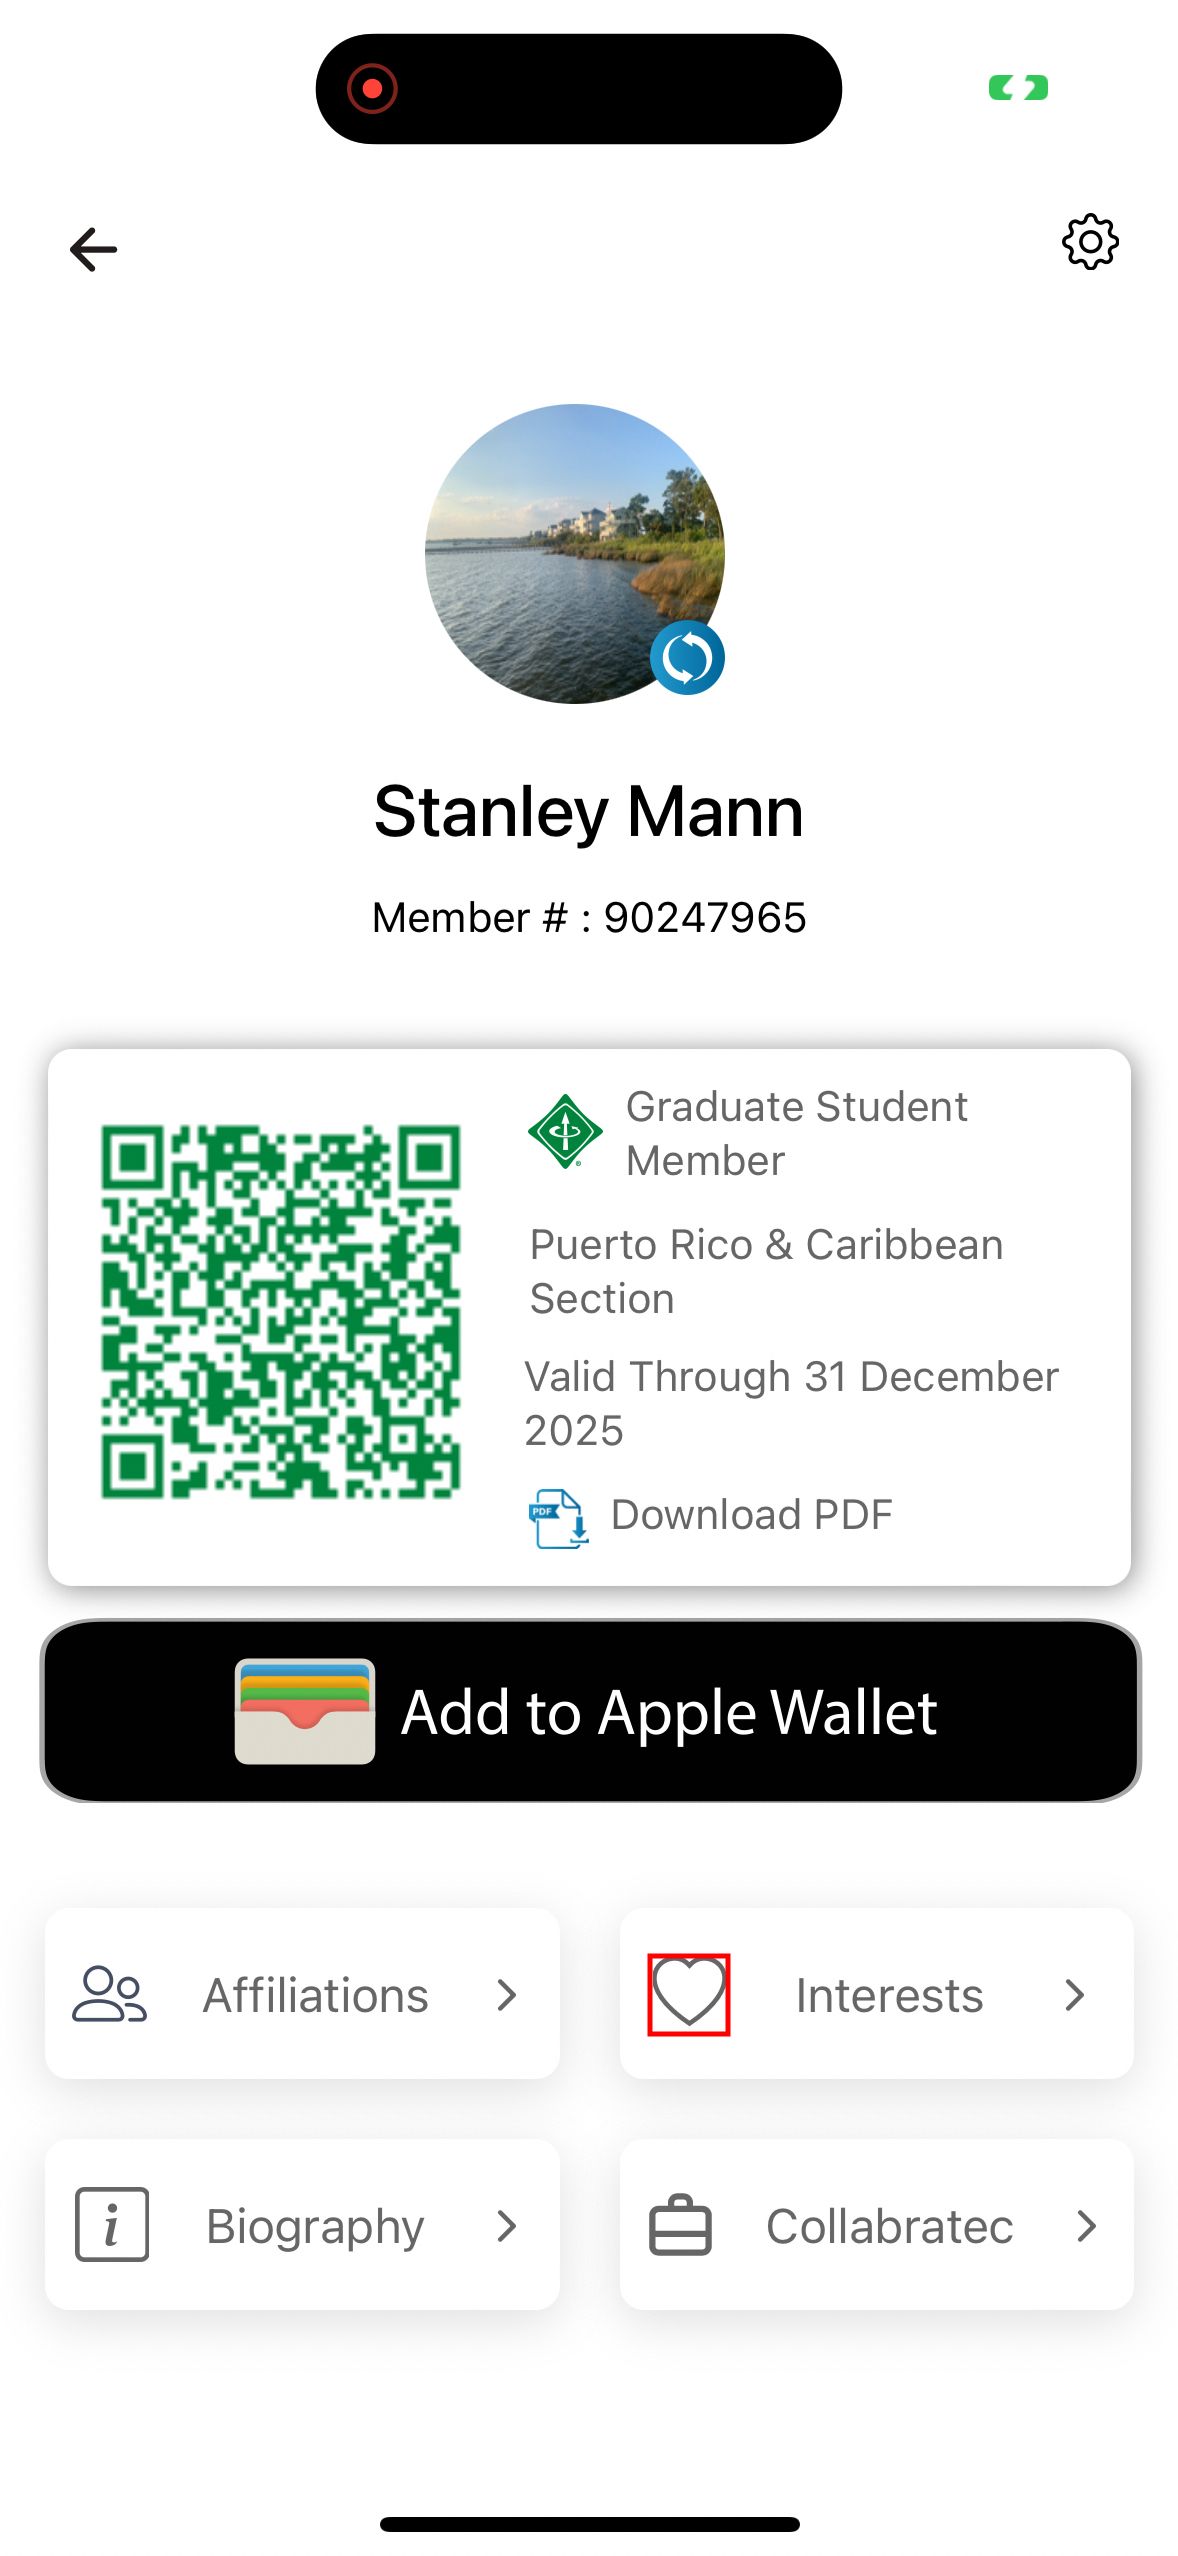 Stanley Mann
Member # : 90247965
Graduate Student
Member
Puerto Rico & Caribbean
Section
Valid Through 31 December
2025
PDF
Download PDF
Add to Apple Wallet
Affiliations
Interests
i
Biography
Collabratec